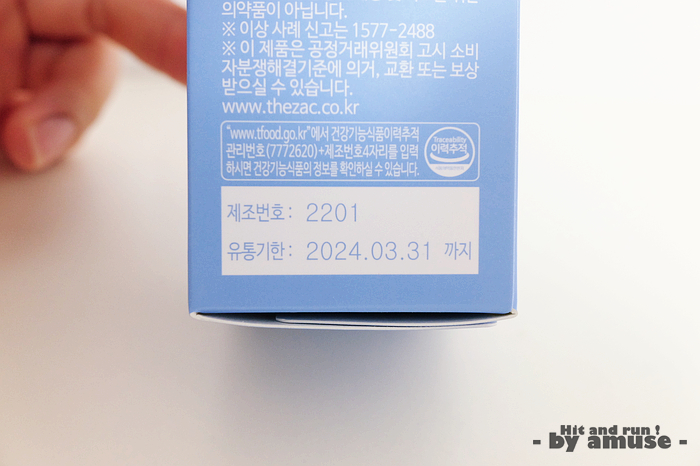 의약품이 아닙니다.
※ 이상 사례 신고는 1577-2488
※ 이 제품은 공정거래위원회 고시 소비
자분쟁해결기준에 의거, 교환 또는 보상
받으실 수 있습니다.
www.thezac.co.kr
"www.tfood.go.kr"에서 건강기능식품이력추적
관리번호(7772620)+제조번호4자리를 입력
하시면 건강기능식품의 정보를 확인하실 수 있습니다.
Traceability
이력추적
제조번호: 2201
유통기한: 2024.03.31 까지
Hit and run !
- by amuse -